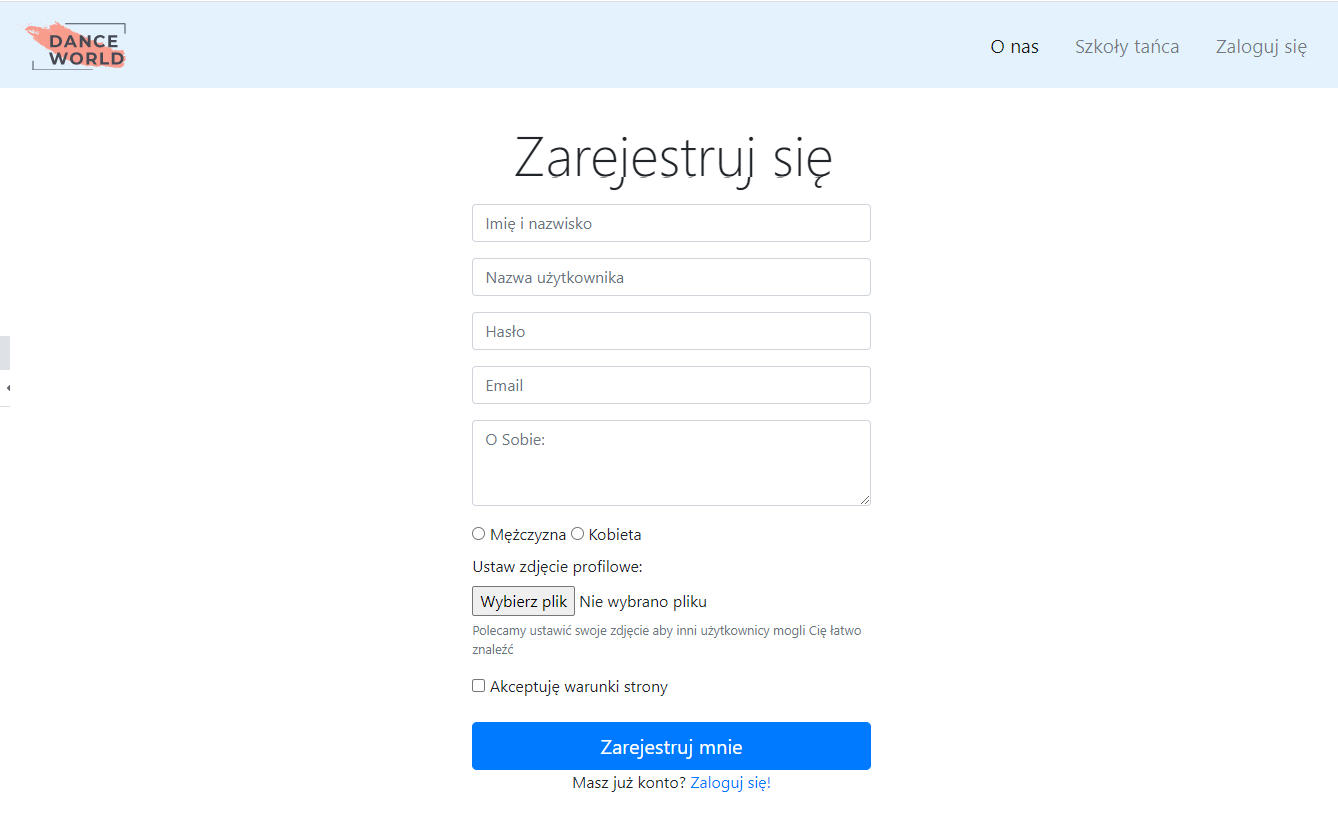 DANCE
WORLD
O nas Szkoły tańca Zaloguj się
Zarejestruj się
Imię i nazwisko
Nazwa użytkownika
Hasło
Email
O Sobie:
Mężczyzna Kobieta
Ustaw zdjęcie profilowe:
Wybierz plik Nie wybrano pliku
Polecamy ustawić swoje zdjęcie aby inni użytkownicy mogli Cię łatwo
znaleźć
Akceptuję warunki strony
Zarejestruj mnie
Masz już konto? Zaloguj się!